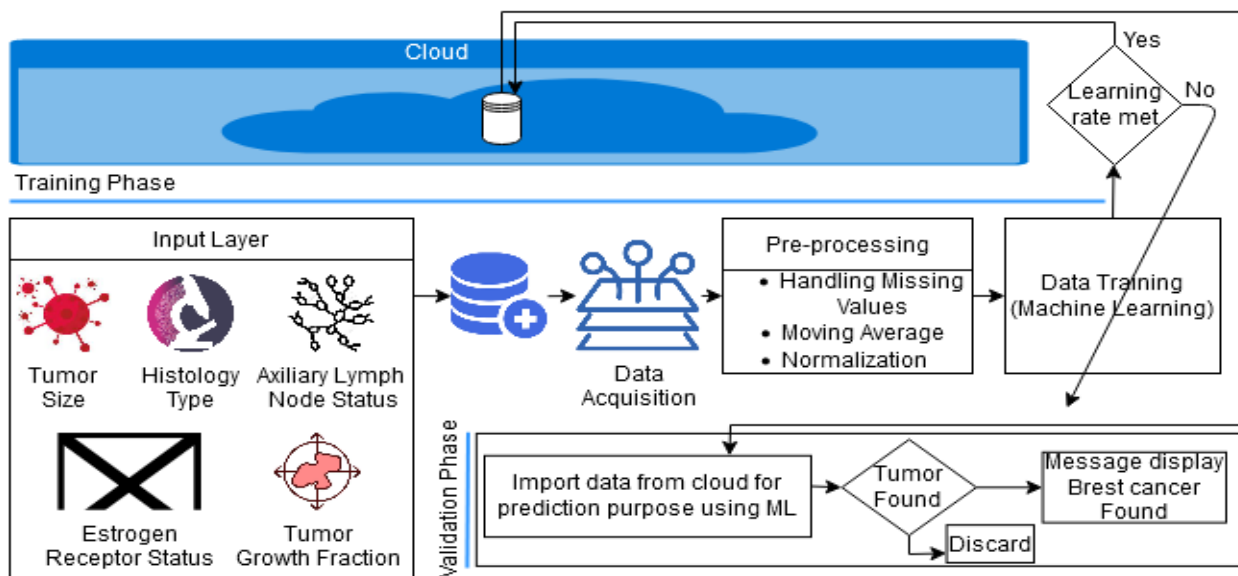 Cloud
Yes
Learning
rate met
No
Training Phase
Input Layer
Tumor
Size
Histology
Type
Axiliary Lymph
Node Status
Estrogen
Receptor Status
Tumor
Growth Fraction
Data
Acquisition
Pre-processing
• Handling Missing
Values
• Moving Average
• Normalization
Data Training
(Machine Learning)
Validation Phase
Import data from cloud for
prediction purpose using ML
Tumor
Found
Message display
Brest cancer
Found
Discard